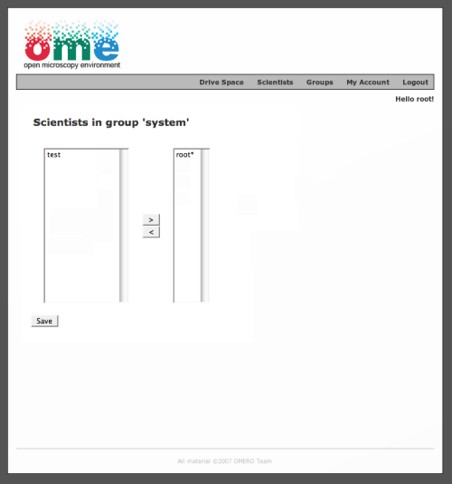 ome
open microscopy environment
Drive Space Scientists Groups My Account Logout
Hello root!
Scientists in group 'system'
test
root*
>
<
Save
All material ©2007 OMERO Team